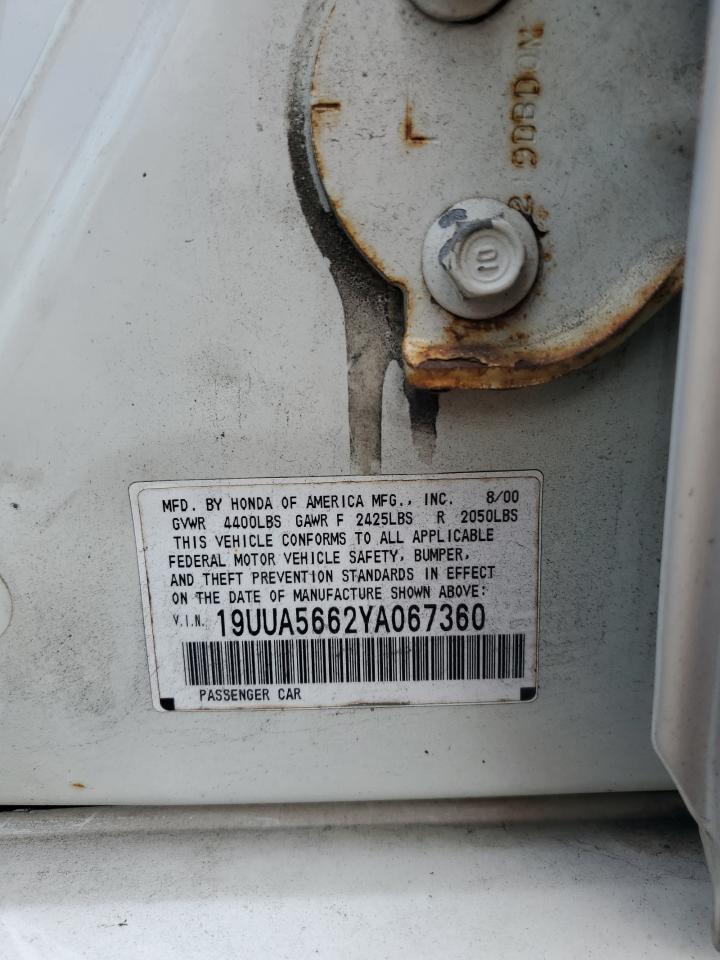 L
10
MFD. BY HONDA OF AMERICA MFG., INC. 8/00
GVWR 4400LBS GAWR F 2425LBS R 2050LBS
THIS VEHICLE CONFORMS TO ALL APPLICABLE
FEDERAL MOTOR VEHICLE SAFETY, BUMPER,
AND THEFT PREVENTION STANDARDS IN EFFECT
ON THE DATE OF MANUFACTURE SHOWN ABOVE:
V.I.N. 19UUA5662YA067360
PASSENGER CAR